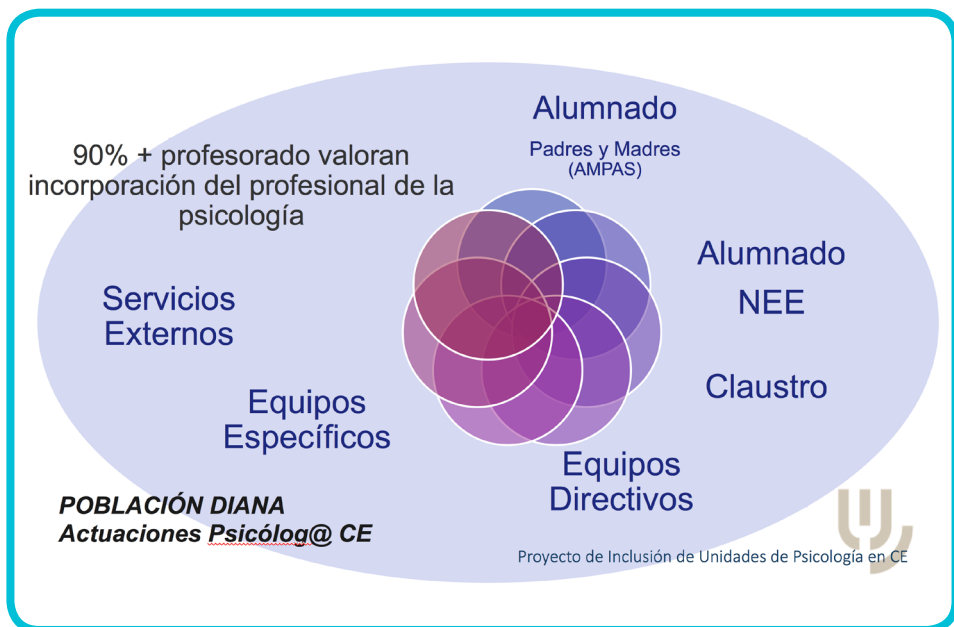 Alumnado
Padres y Madres
(AMPAS)
90% + profesorado valoran
incorporación del profesional de la
psicología
Alumnado
NEE
Servicios
Externos
Claustro
Equipos
Específicos
Equipos
Directivos
POBLACIÓN DIANA
Actuaciones Psicólog@ CE
Proyecto de Inclusión de Unidades de Psicología en CE